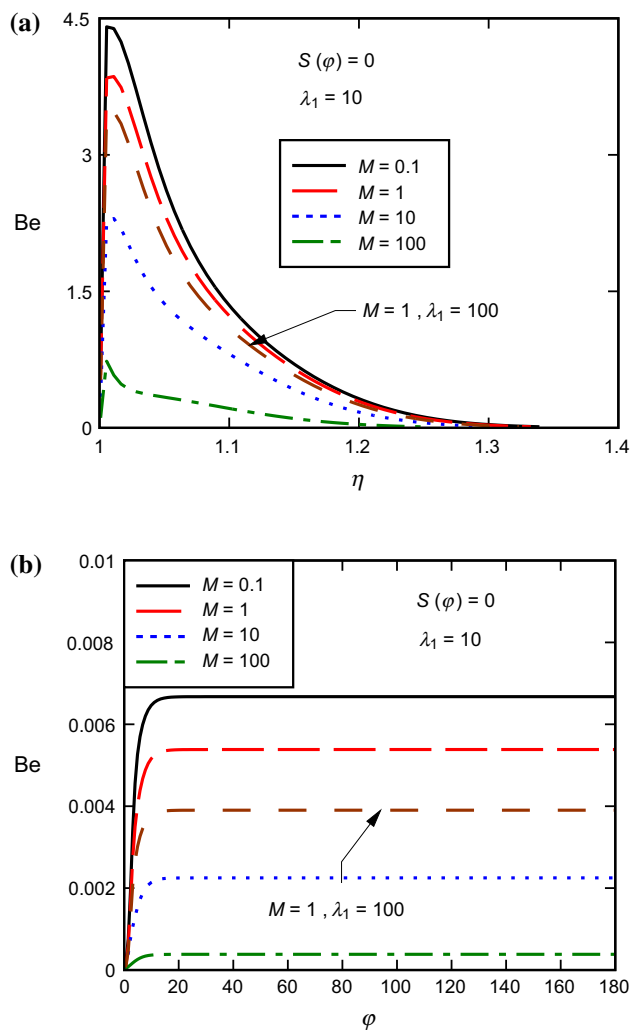 (a)
4.5
3
1.5
0
Be
S (φ) = 0
λ₁ = 10
M = 0.1
M = 1
M = 10
M = 100
M = 1 , λ₁ = 100
1 1.1 1.2 1.3 1.4
η
(b)
0.01
0.008
0.006
0.004
0.002
0
Be
M = 0.1
M = 1
M = 10
M = 100
S (φ) = 0
λ₁ = 10
M = 1 , λ₁ = 100
0 20 40 60 80 100 120 140 160 180
φ